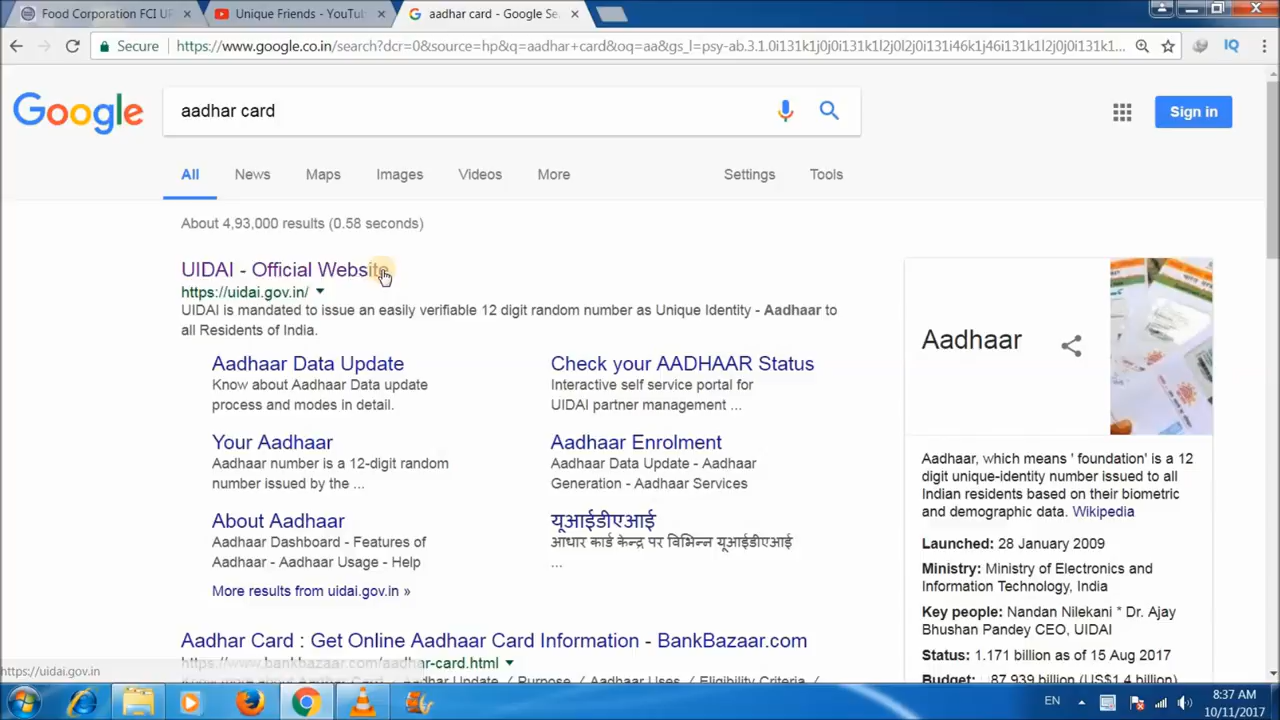 Food Corporation FCI UP
Unique Friends - YouTu
aadhar card - Google Se
Secure
https://www.google.co.in/search?dcr=0&source=hp&q=aadhar+card&oq=aa&gs_l=psy-ab.3.1.0i131k1j0j0i131k1l2j0l2j0i131i46k1j46i131k1l2j0j0i131k1...
IQ
Google
aadhar card
Sign in
All News Maps Images Videos More Settings Tools
About 4,93,000 results (0.58 seconds)
UIDAI - Official Website
https://uidai.gov.in/
UIDAI is mandated to issue an easily verifiable 12 digit random number as Unique Identity - Aadhaar to
all Residents of India.
Aadhaar Data Update
Know about Aadhaar Data update
process and modes in detail.
Check your AADHAAR Status
Interactive self service portal for
UIDAI partner management ...
Your Aadhaar
Aadhaar number is a 12-digit random
number issued by the ...
Aadhaar Enrolment
Aadhaar Data Update - Aadhaar
Generation - Aadhaar Services
About Aadhaar
Aadhaar Dashboard - Features of
Aadhaar - Aadhaar Usage - Help
यूआईडीएआई
आधार कार्ड केन्द्र पर विभिन्न यूआईडीएआई
...
More results from uidai.gov.in »
Aadhar Card : Get Online Aadhaar Card Information - BankBazaar.com
https://www.bankbazaar.com/aadhar-card.html
Aadhaar
Aadhaar, which means ' foundation' is a 12
digit unique-identity number issued to all
Indian residents based on their biometric
and demographic data. Wikipedia
Launched: 28 January 2009
Ministry: Ministry of Electronics and
Information Technology, India
Key people: Nandan Nilekani * Dr. Ajay
Bhushan Pandey CEO, UIDAI
Status: 1.171 billion as of 15 Aug 2017
Budget: 87.939 billion (US$1.4 billion)
https://uidai.gov.in
EN
8:37 AM
10/11/2017